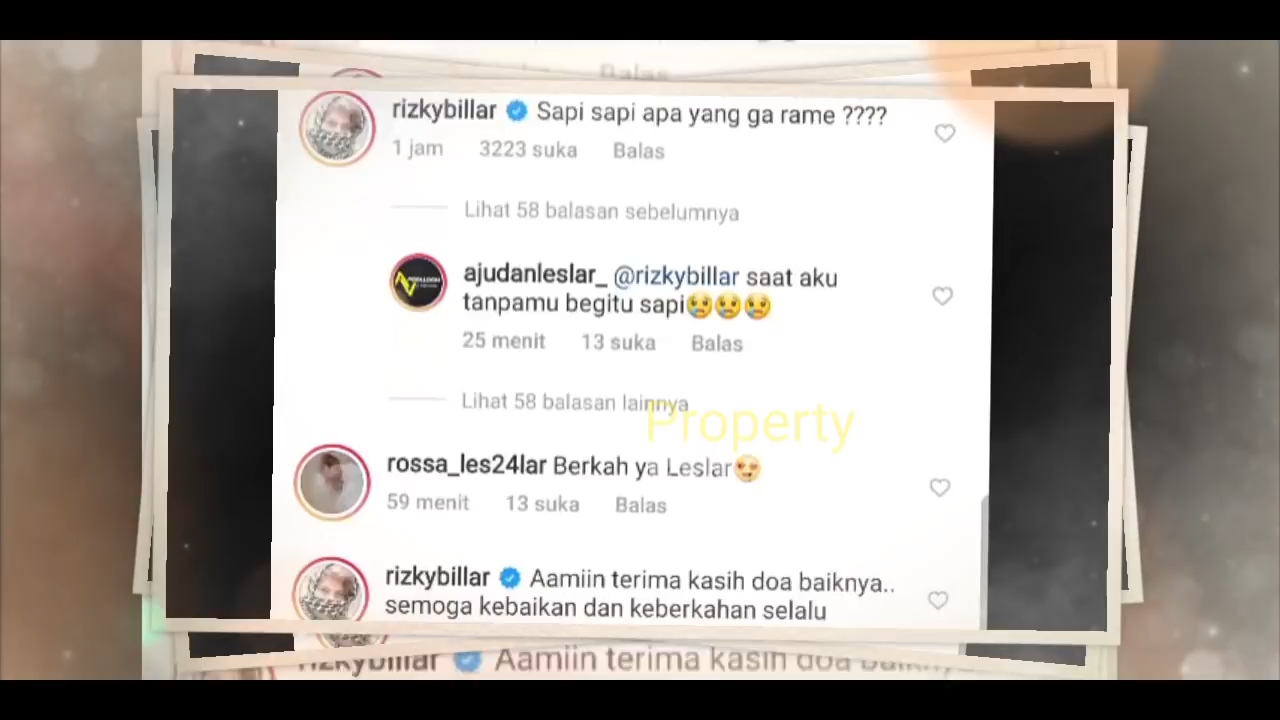 Balas
rizkybillar Sapi sapi apa yang ga rame ????
1 jam 3223 suka Balas
Lihat 58 balasan sebelumnya
ajudanleslar_ @rizkybillar saat aku
tanpamu begitu sapi😢😢😢
25 menit 13 suka Balas
Lihat 58 balasan lainnya
Property
rossa_les24lar Berkah ya Leslar😍
59 menit 13 suka Balas
rizkybillar Aamiin terima kasih doa baiknya..
semoga kebaikan dan keberkahan selalu
rizkybillar Aamiin terima kasih doa baikny